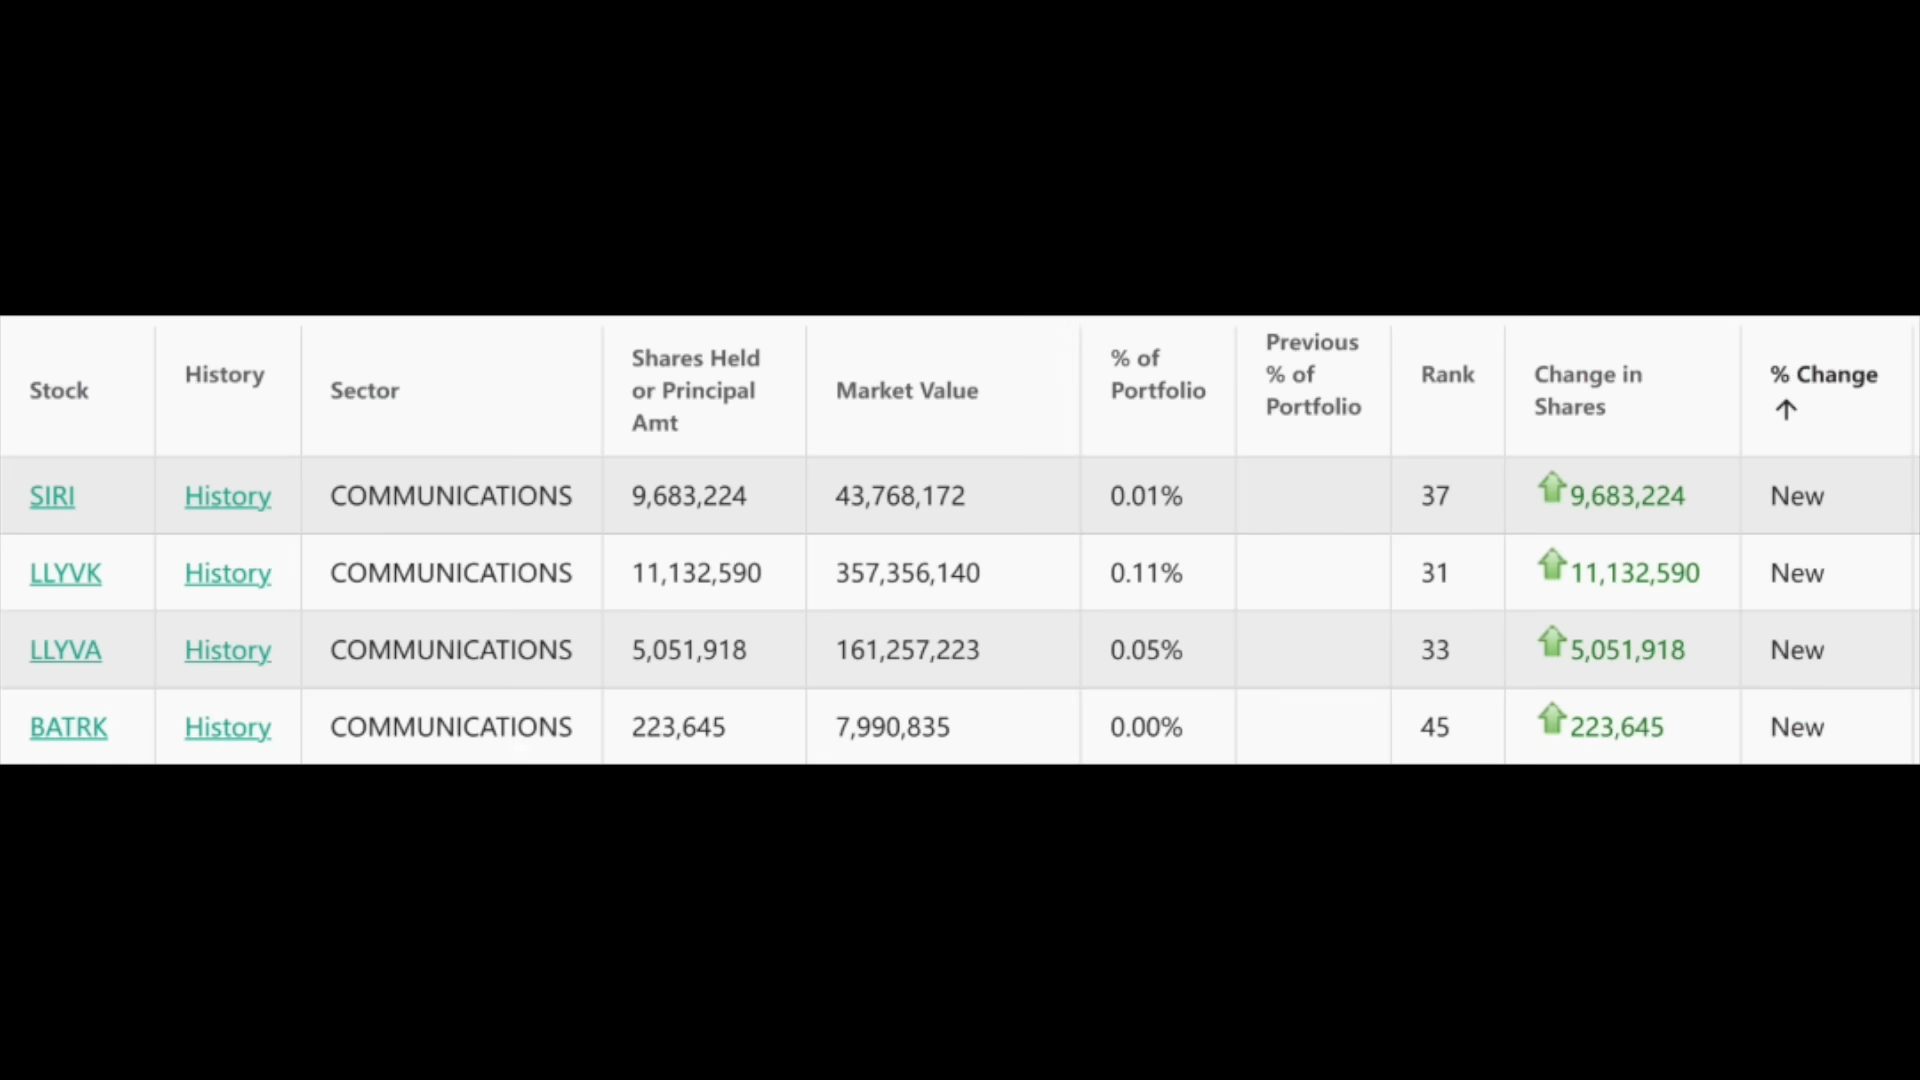 Stock History Sector Shares Held or Principal Amt Market Value % of Portfolio Previous % of Portfolio Rank Change in Shares % Change ↑
SIRI History COMMUNICATIONS 9,683,224 43,768,172 0.01% 37 9,683,224 New
LLYVK History COMMUNICATIONS 11,132,590 357,356,140 0.11% 31 11,132,590 New
LLYVA History COMMUNICATIONS 5,051,918 161,257,223 0.05% 33 5,051,918 New
BATRK History COMMUNICATIONS 223,645 7,990,835 0.00% 45 223,645 New